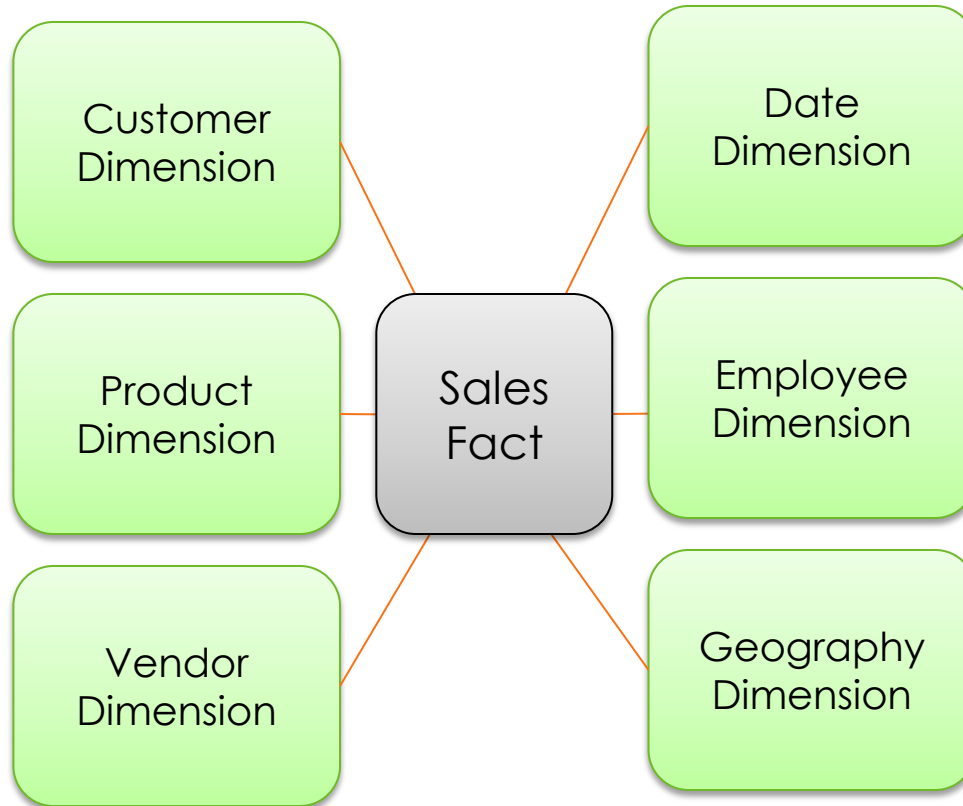 Customer
Dimension
Date
Dimension
Product
Dimension
Sales
Fact
Employee
Dimension
Vendor
Dimension
Geography
Dimension